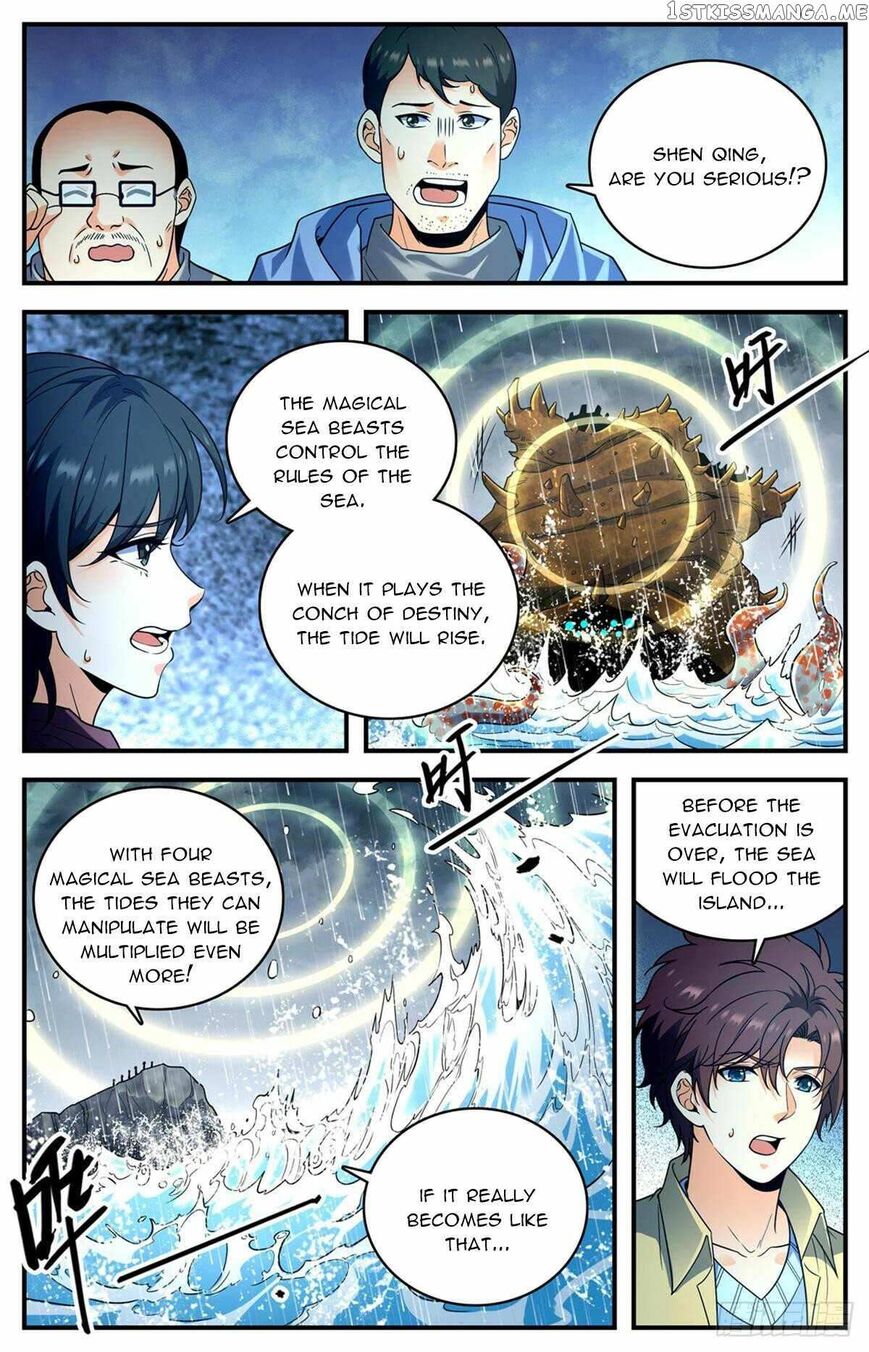 1STKISSMANGA.ME
SHEN QING,
ARE YOU SERIOUS!?
THE MAGICAL
SEA BEASTS
CONTROL THE
RULES OF THE
SEA.
WHEN IT PLAYS THE
CONCH OF DESTINY,
THE TIDE WILL RISE.
吁
吁
WITH FOUR
MAGICAL SEA BEASTS,
THE TIDES THEY CAN
MANIPULATE WILL BE
MULTIPLIED EVEN
MORE!
BEFORE THE
EVACUATION IS
OVER, THE SEA
WILL FLOOD THE
ISLAND...
IF IT REALLY
BECOMES LIKE
THAT...